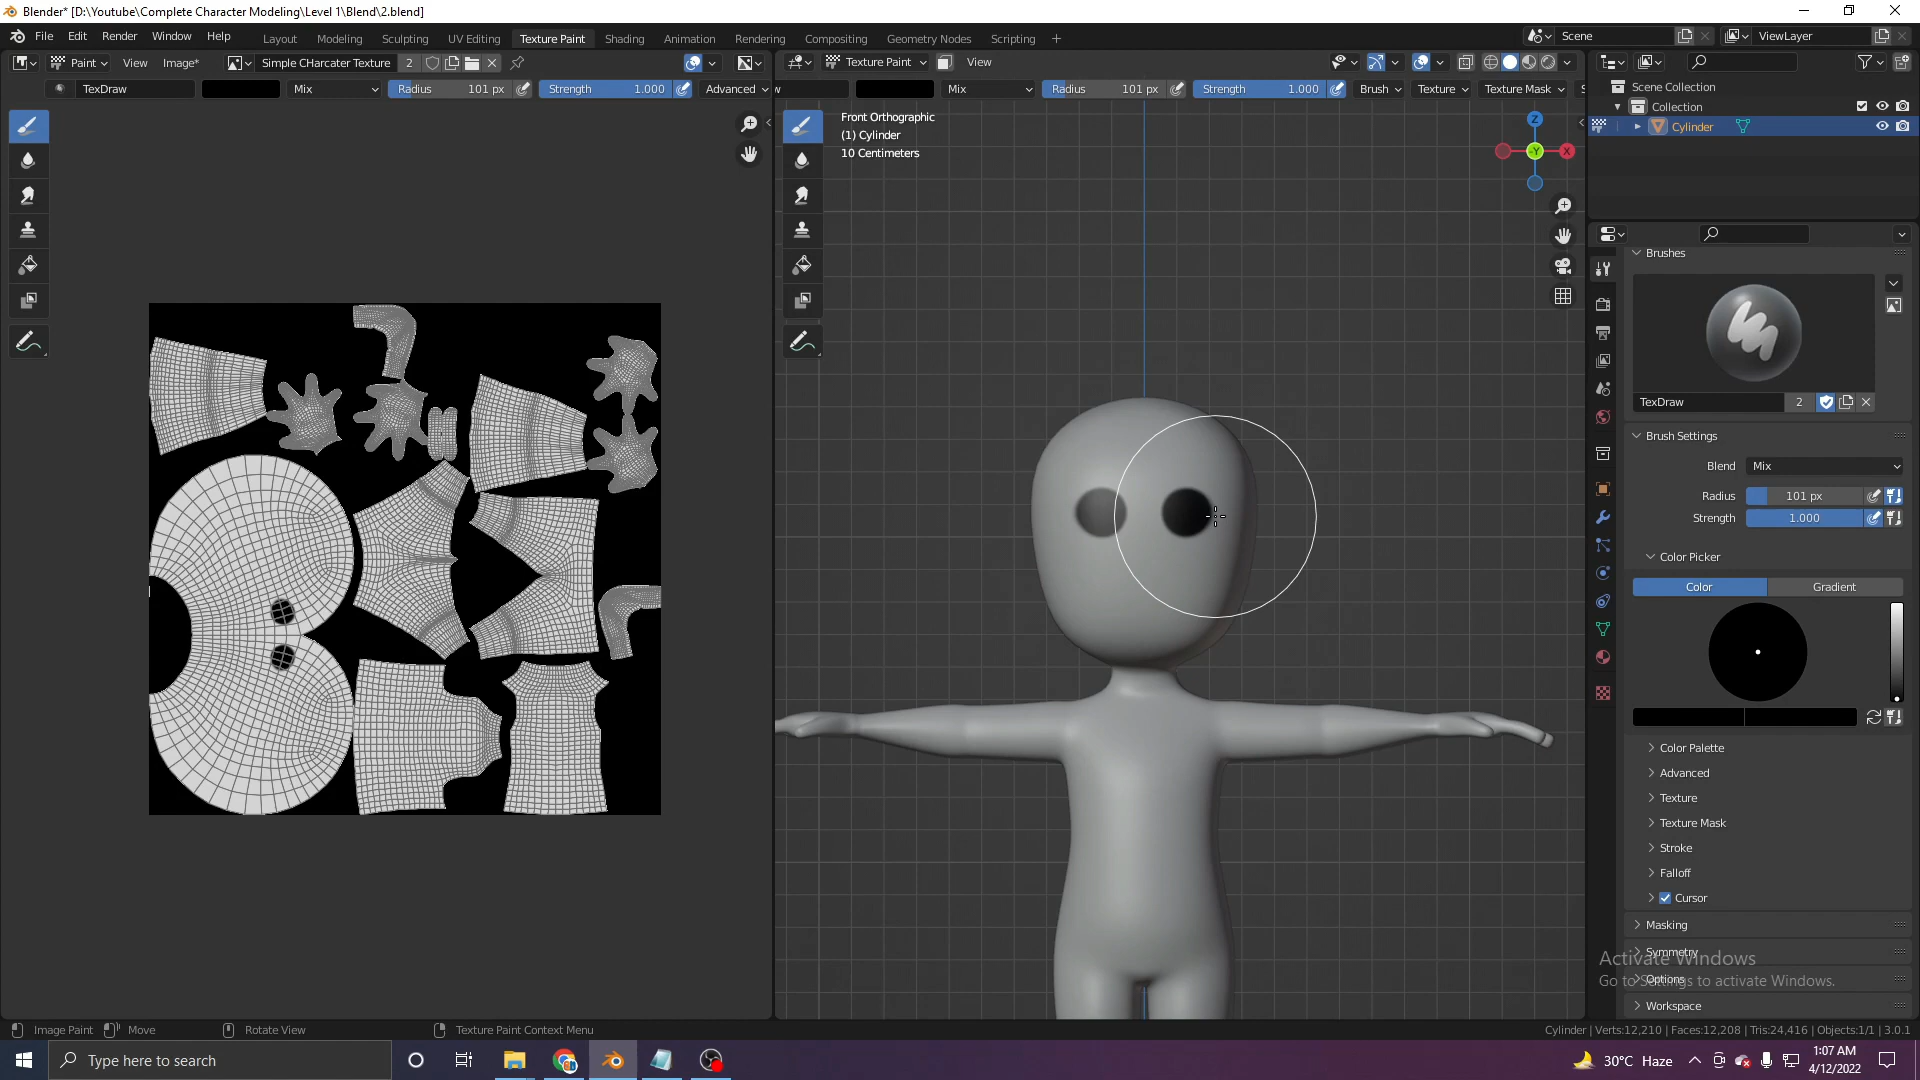 Blender* [D:\Youtube\Complete Character Modeling\Level 1\Blend\2.blend]
File Edit Render Window Help
Layout Modeling Sculpting UV Editing Texture Paint Shading Animation Rendering Compositing Geometry Nodes Scripting +
Scene ViewLayer
Paint View Image* Simple CHarcater Texture 2
Texture Paint View
TexDraw Mix Radius 101 px Strength 1.000 Advanced
Mix Radius 101 px Strength 1.000 Brush Texture Texture Mask
Scene Collection
Collection
Cylinder
Front Orthographic
(1) Cylinder
10 Centimeters
Z
-Y
X
Brushes
TexDraw 2
Brush Settings
Blend Mix
Radius 101 px
Strength 1.000
Color Picker
Color Gradient
Color Palette
Advanced
Texture
Texture Mask
Stroke
Falloff
Cursor
Masking
Symmetry
Options
Workspace
Activate Windows
Go to Settings to activate Windows.
Image Paint Move Rotate View Texture Paint Context Menu
Cylinder | Verts:12,210 | Faces:12,208 | Tris:24,416 | Objects:1/1 | 3.0.1
Type here to search
30°C Haze
1:07 AM
4/12/2022